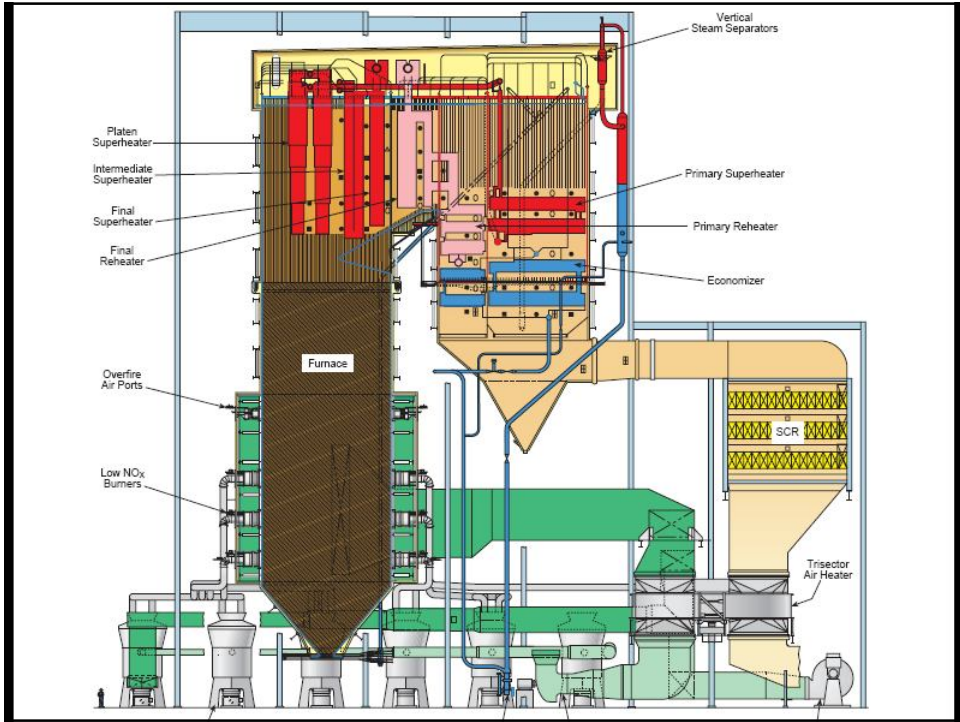 Vertical
Steam Separators
Platen
Superheater
Intermediate
Superheater
Final
Superheater
Final
Reheater
Primary Superheater
Primary Reheater
Economizer
Furnace
Overfire
Air Ports
SCR
Low NOx
Burners
Trisector
Air Heater